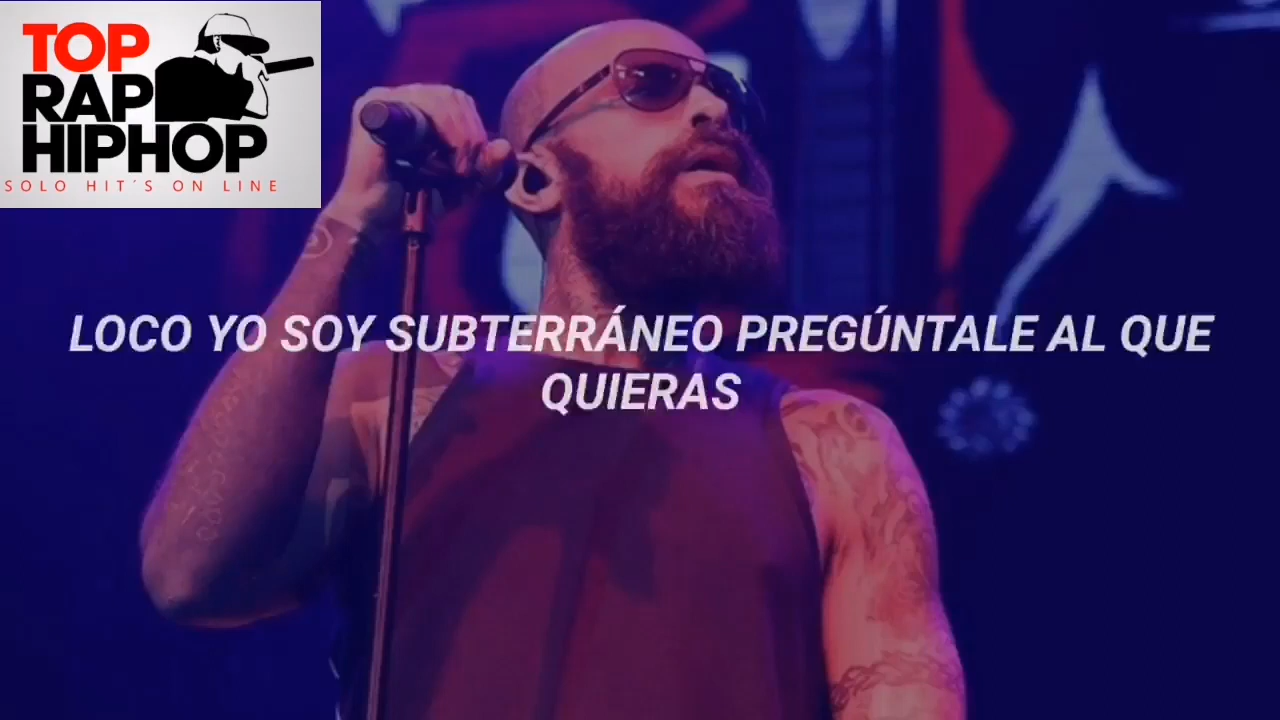 TOP
RAP
HIPHOP
SOLO HIT´S ON LINE
LOCO YO SOY SUBTERRÁNEO PREGÚNTALE AL QUE
QUIERAS